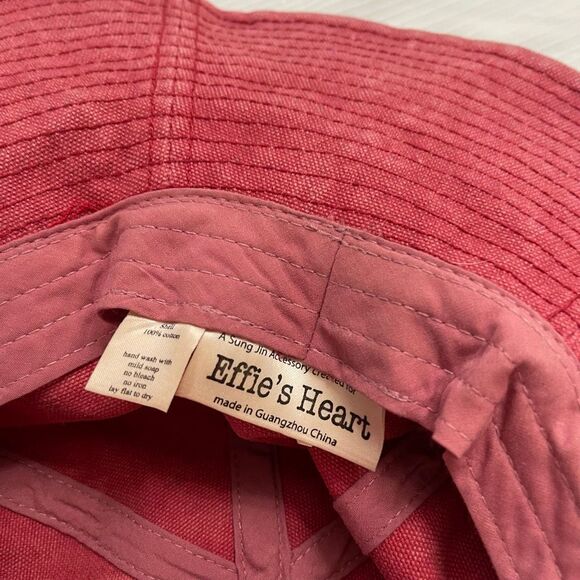 Shell
100% cotton
hand wash with
mild soap
no bleach
no iron
lay flat to dry
A Sung Jin Accessory created for
Effie's Heart
made in Guangzhou China